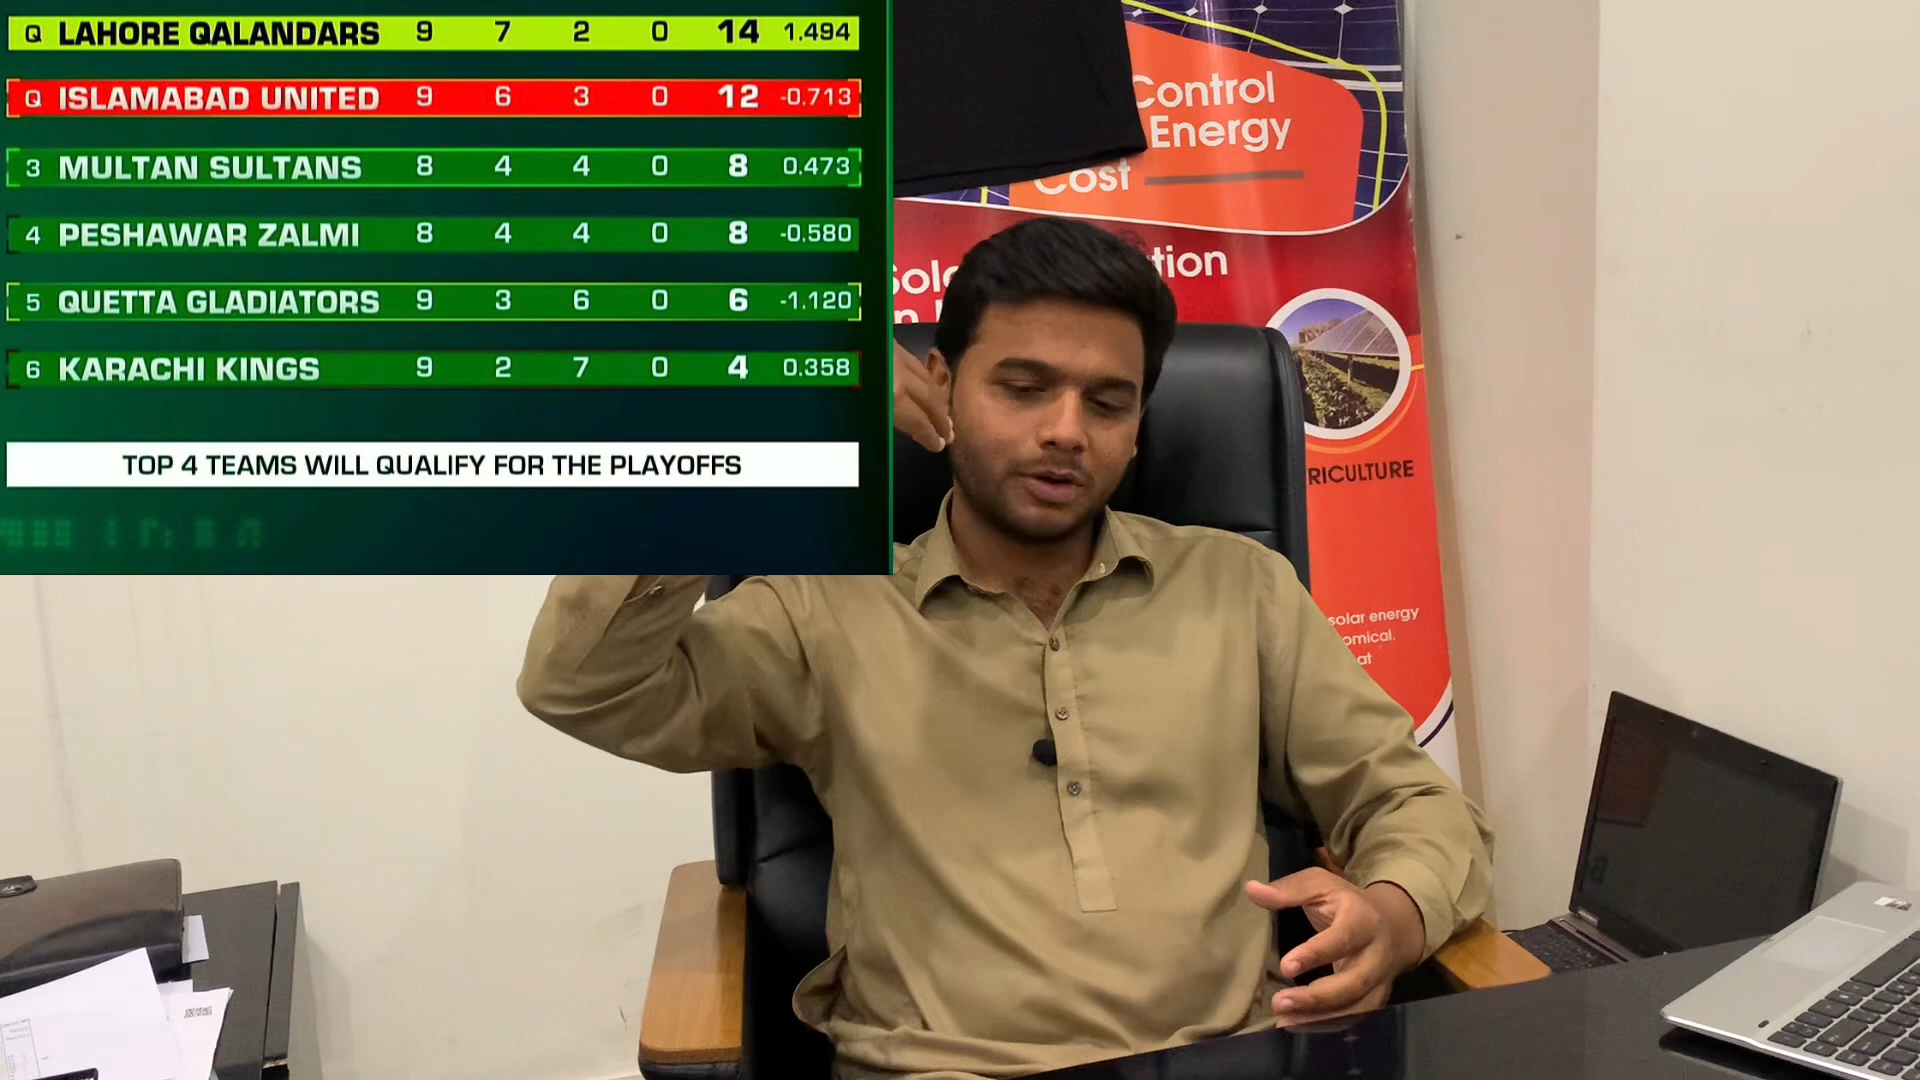 Q LAHORE QALANDARS 9 7 2 0 14 1.494
Q ISLAMABAD UNITED 9 6 3 0 12 -0.713
3 MULTAN SULTANS 8 4 4 0 8 0.473
4 PESHAWAR ZALMI 8 4 4 0 8 -0.580
5 QUETTA GLADIATORS 9 3 6 0 6 -1.120
6 KARACHI KINGS 9 2 7 0 4 0.358
TOP 4 TEAMS WILL QUALIFY FOR THE PLAYOFFS
Control
Energy
Cost
RICULTURE
solar energy
omical.
at